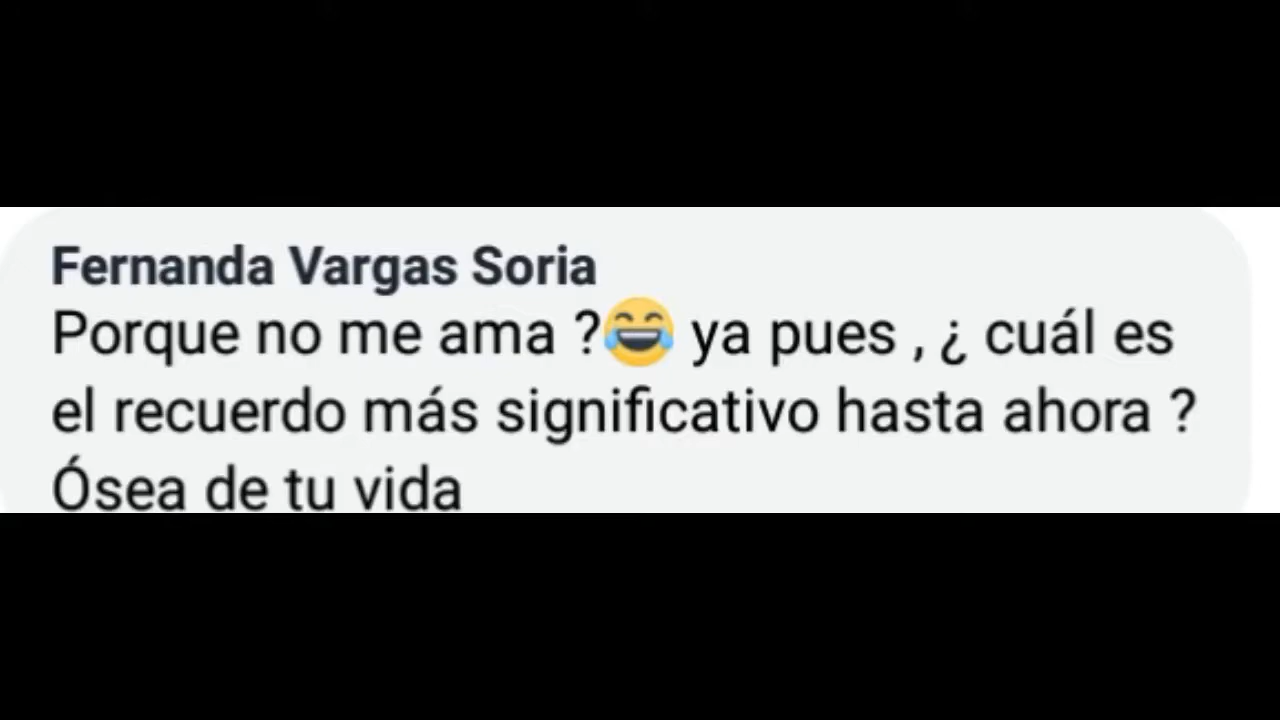 Fernanda Vargas Soria
Porque no me ama ?😂 ya pues , ¿ cuál es
el recuerdo más significativo hasta ahora ?
Ósea de tu vida